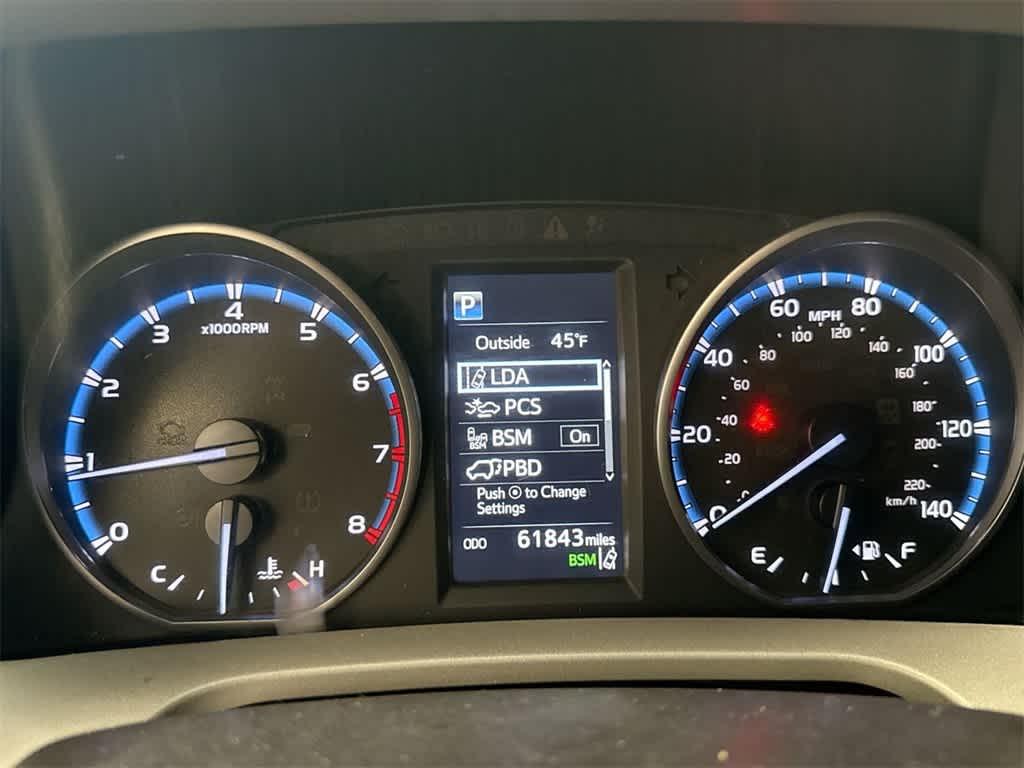 4
x1000RPM
3
5
2
6
1
7
0
8
C
H
P
Outside 45°F
LDA
PCS
BSM On
BSM
PBD
Push to Change
Settings
ODO 61843 miles
BSM
60
MPH
80
40
100
20
120
0
140
100
120
80
140
60
160
40
180
20
200
0
220
km/h
E
F